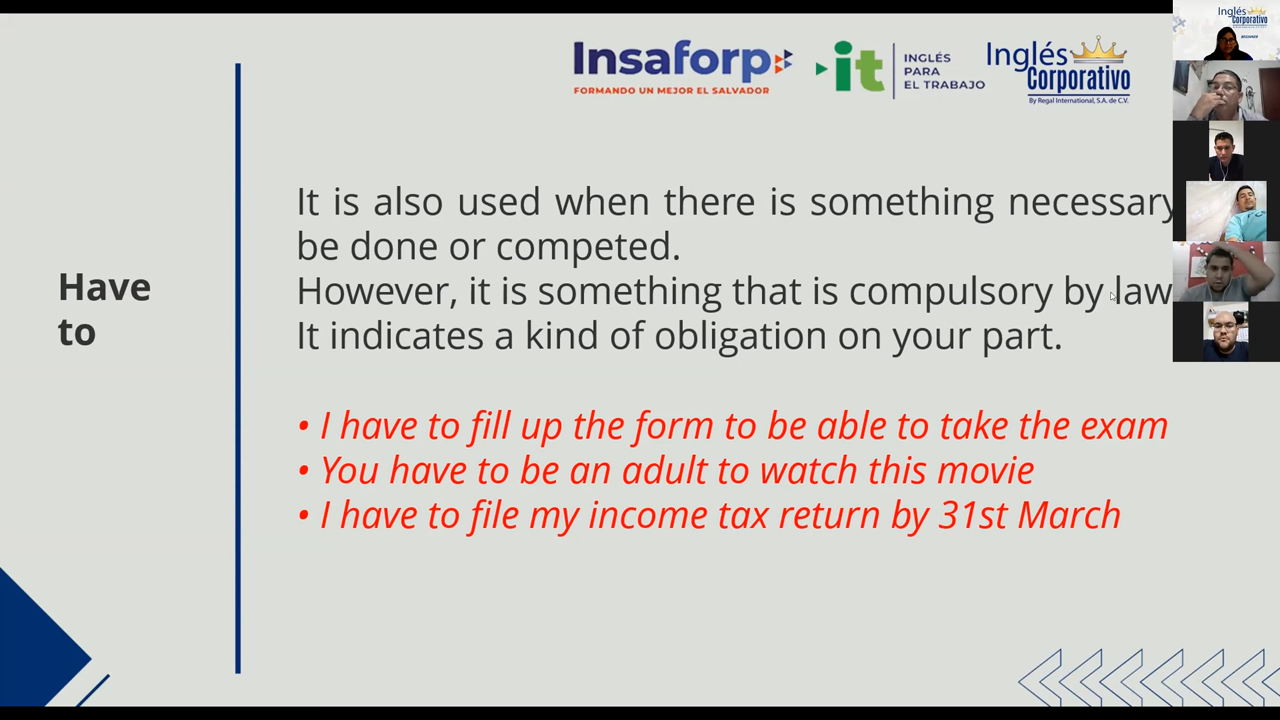 Insaforp
FORMANDO UN MEJOR EL SALVADOR
it
INGLÉS
PARA
EL TRABAJO
Inglés
Corporativo
By Regal International, S.A. de C.V.
Inglés
Corporativo
Have
to
It is also used when there is something necessary
be done or competed.
However, it is something that is compulsory by law
It indicates a kind of obligation on your part.
• I have to fill up the form to be able to take the exam
• You have to be an adult to watch this movie
• I have to file my income tax return by 31st March